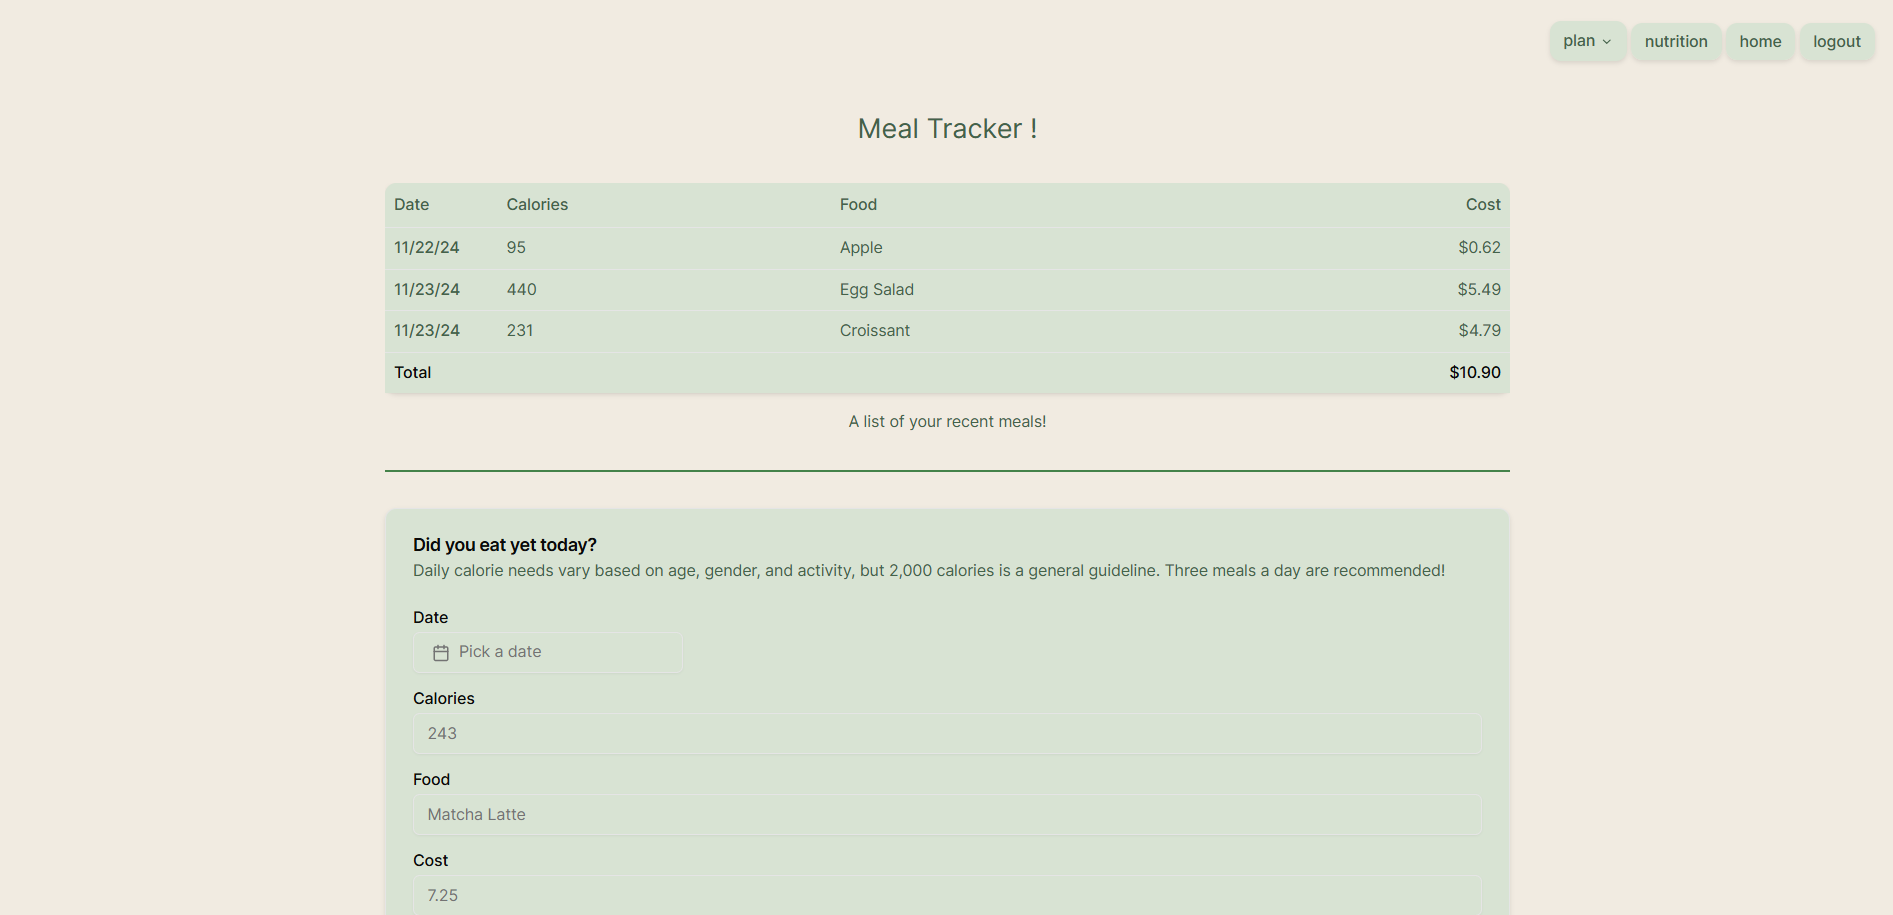 plan nutrition home logout
Meal Tracker !
Date Calories Food Cost
11/22/24 95 Apple $0.62
11/23/24 440 Egg Salad $5.49
11/23/24 231 Croissant $4.79
Total $10.90
A list of your recent meals!
Did you eat yet today?
Daily calorie needs vary based on age, gender, and activity, but 2,000 calories is a general guideline. Three meals a day are recommended!
Date
Pick a date
Calories
243
Food
Matcha Latte
Cost
7.25